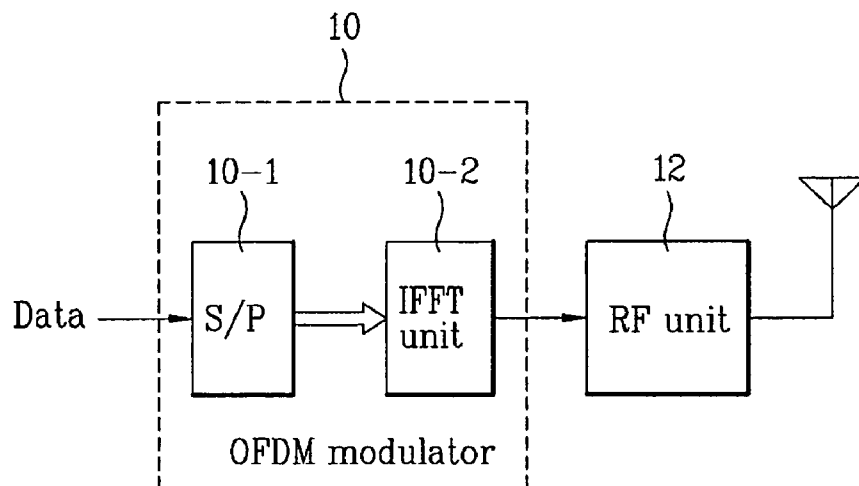 10
10-1
10-2
12
Data
S/P
IFFT
unit
RF unit
OFDM modulator